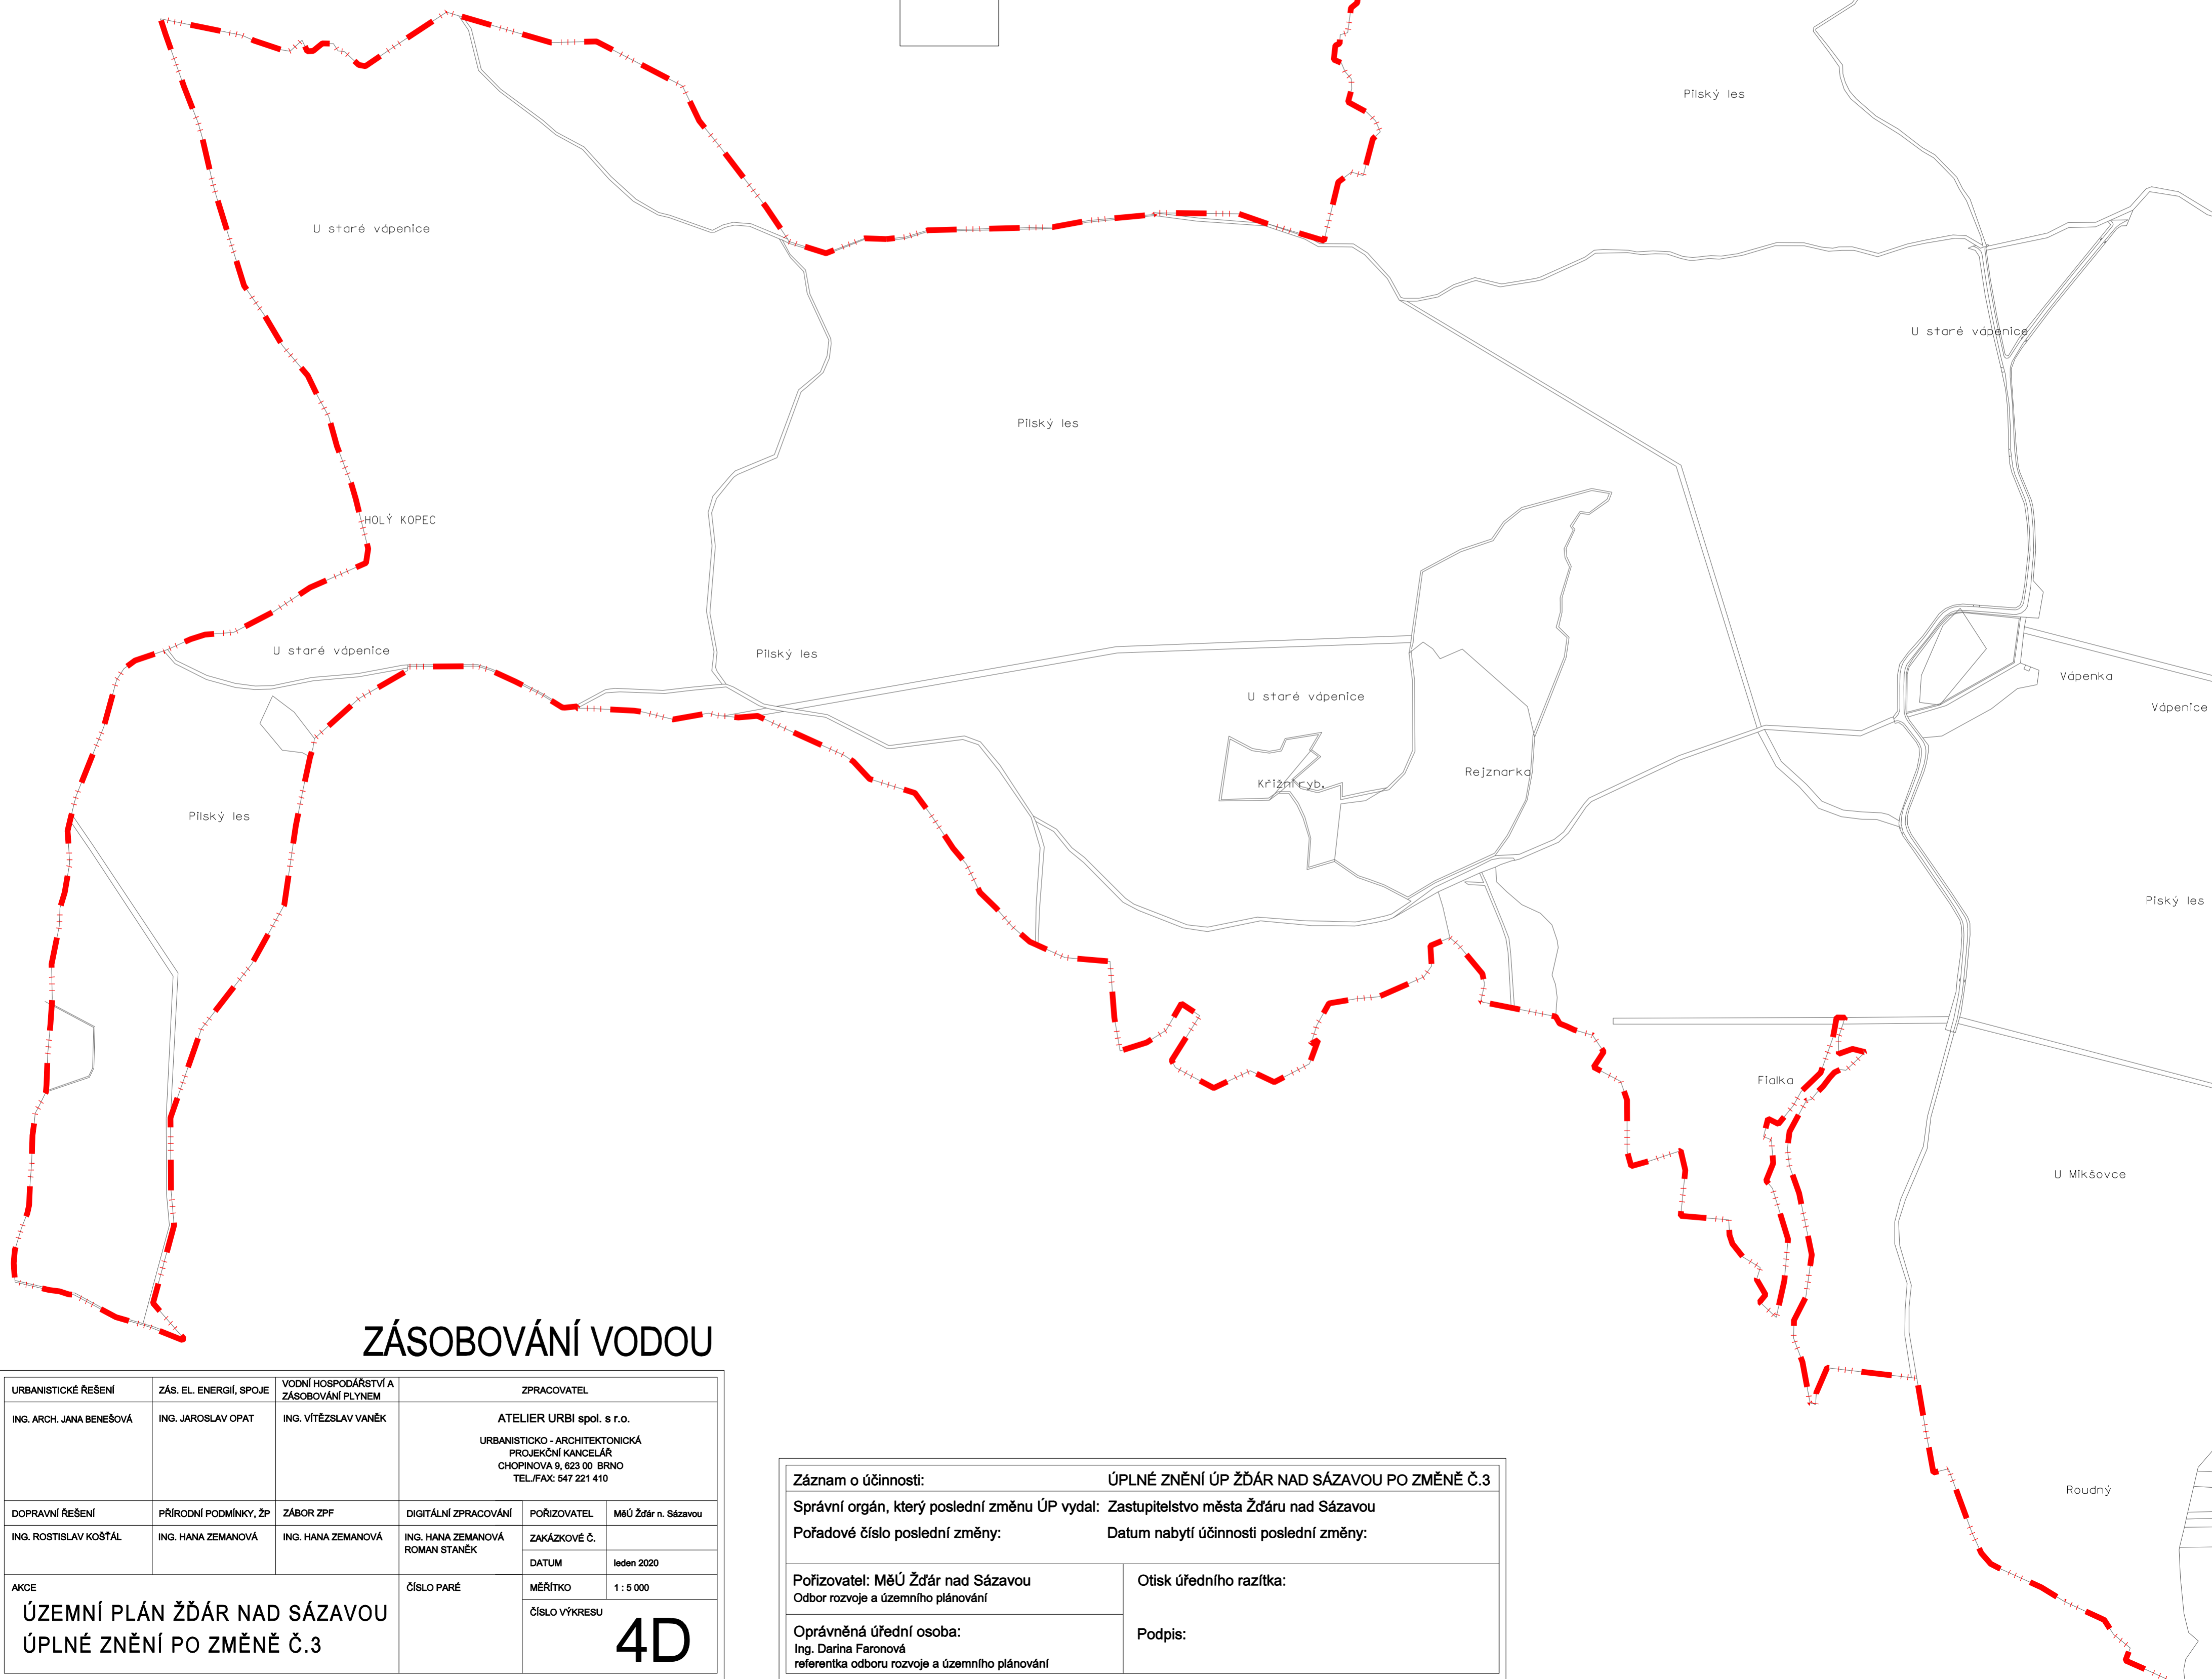 Pilský les
U staré vápenice
U staré vápenice
Pilský les
HOLÝ KOPEC
U staré vápenice
Pilský les
Vápenka
U staré vápenice
Vápenice
Rejznarka
Křižní ryb.
Pilský les
Piský les
Fialka
U Mikšovce
Roudný
ZÁSOBOVÁNÍ VODOU
URBANISTICKÉ ŘEŠENÍ
ZÁS. EL. ENERGIÍ, SPOJE
VODNÍ HOSPODÁŘSTVÍ A
ZÁSOBOVÁNÍ PLYNEM
ZPRACOVATEL
ING. ARCH. JANA BENEŠOVÁ
ING. JAROSLAV OPAT
ING. VÍTĚZSLAV VANĚK
ATELIER URBI spol. s r.o.
URBANISTICKO - ARCHITEKTONICKÁ
PROJEKČNÍ KANCELÁŘ
CHOPINOVA 9, 623 00 BRNO
TEL./FAX: 547 221 410
DOPRAVNÍ ŘEŠENÍ
PŘÍRODNÍ PODMÍNKY, ŽP
ZÁBOR ZPF
DIGITÁLNÍ ZPRACOVÁNÍ
POŘIZOVATEL
MěÚ Žďár n. Sázavou
ING. ROSTISLAV KOŠŤÁL
ING. HANA ZEMANOVÁ
ING. HANA ZEMANOVÁ
ING. HANA ZEMANOVÁ
ROMAN STANĚK
ZAKÁZKOVÉ Č.
DATUM
leden 2020
AKCE
ÚZEMNÍ PLÁN ŽĎÁR NAD SÁZAVOU
ÚPLNÉ ZNĚNÍ PO ZMĚNĚ Č.3
ČÍSLO PARÉ
MĚŘÍTKO
1 : 5 000
ČÍSLO VÝKRESU
4D
Záznam o účinnosti:
ÚPLNÉ ZNĚNÍ ÚP ŽĎÁR NAD SÁZAVOU PO ZMĚNĚ Č.3
Správní orgán, který poslední změnu ÚP vydal: Zastupitelstvo města Žďáru nad Sázavou
Pořadové číslo poslední změny:
Datum nabytí účinnosti poslední změny:
Pořizovatel: MěÚ Žďár nad Sázavou
Odbor rozvoje a územního plánování
Otisk úředního razítka:
Oprávněná úřední osoba:
Ing. Darina Faronová
referentka odboru rozvoje a územního plánování
Podpis: